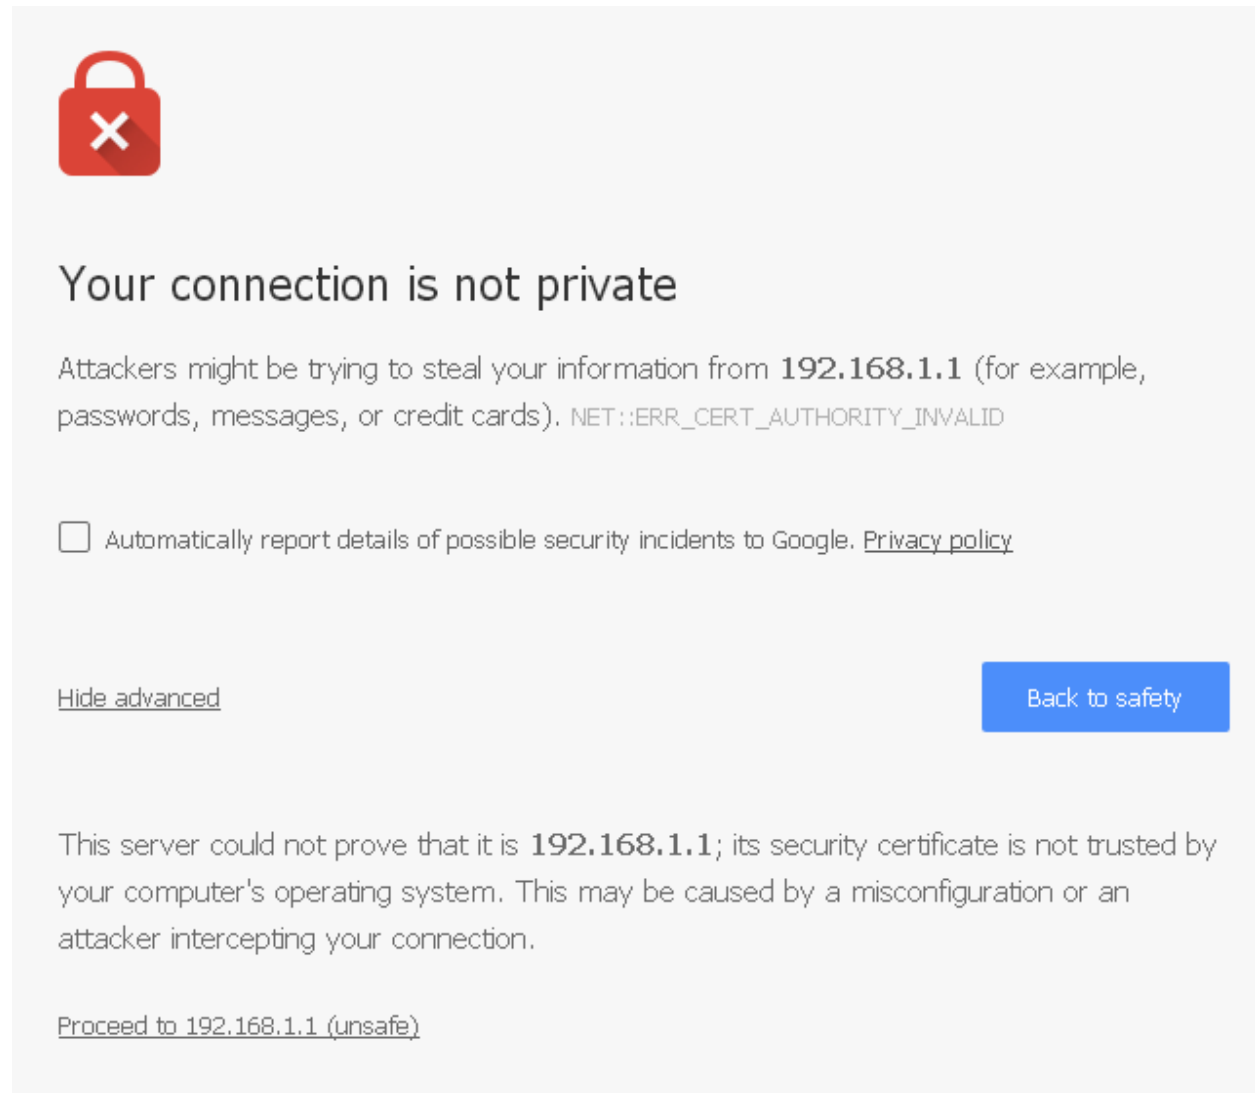 Your connection is not private
Attackers might be trying to steal your information from 192.168.1.1 (for example,
passwords, messages, or credit cards). NET::ERR_CERT_AUTHORITY_INVALID
Automatically report details of possible security incidents to Google. Privacy policy
Hide advanced
Back to safety
This server could not prove that it is 192.168.1.1; its security certificate is not trusted by
your computer's operating system. This may be caused by a misconfiguration or an
attacker intercepting your connection.
Proceed to 192.168.1.1 (unsafe)